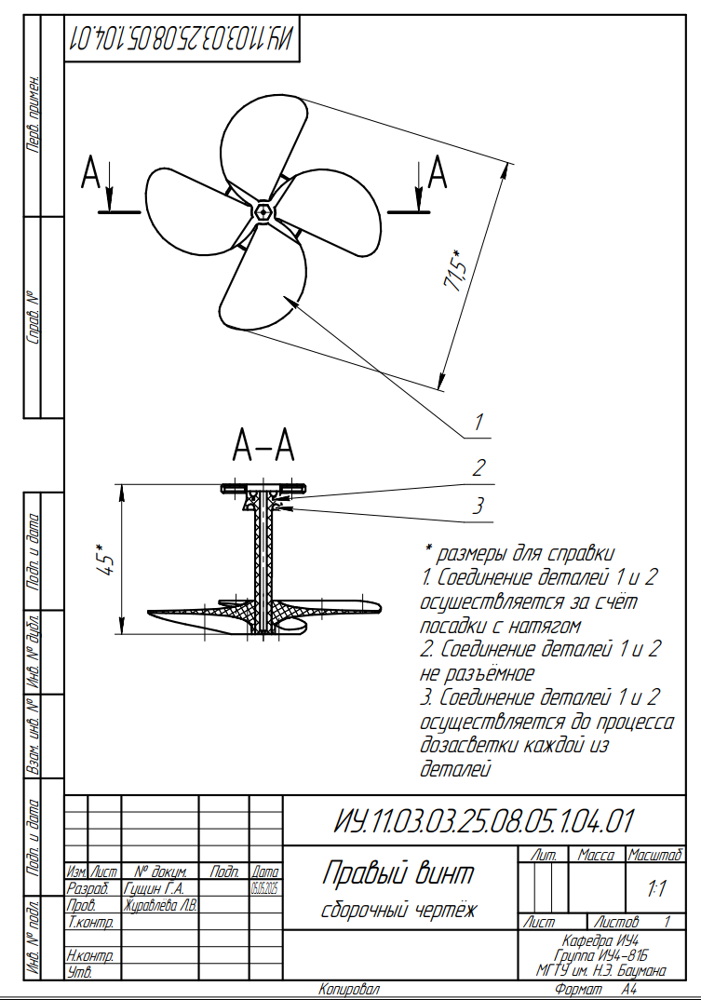 ИУ.11.03.03.25.08.05.1.04.01
Перв. примен.
Справ. №
А
А
71,5*
1
А-А
2
3
45*
* размеры для справки
1. Соединение деталей 1 и 2
осушествляется за счёт
посадки с натягом
2. Соединение деталей 1 и 2
не разъёмное
3. Соединение деталей 1 и 2
осуществляется до процесса
дозасветки каждой из
деталей
Подп. и дата
Инв. № дубл.
Взам. инв. №
Подп. и дата
Инв. № подл.
ИУ.11.03.03.25.08.05.1.04.01
Изм. Лист № докум. Подп. Дата
Разраб. Гущин Г.А. 05.05.2025
Пров. Журавлева Л.В.
Т.контр.
Н.контр.
Утв.
Правый винт
сборочный чертёж
Лит. Масса Масштаб
1:1
Лист Листов 1
Кафедра ИУ4
Группа ИУ4-81Б
МГТУ им. Н.Э. Баумана
Копировал Формат А4